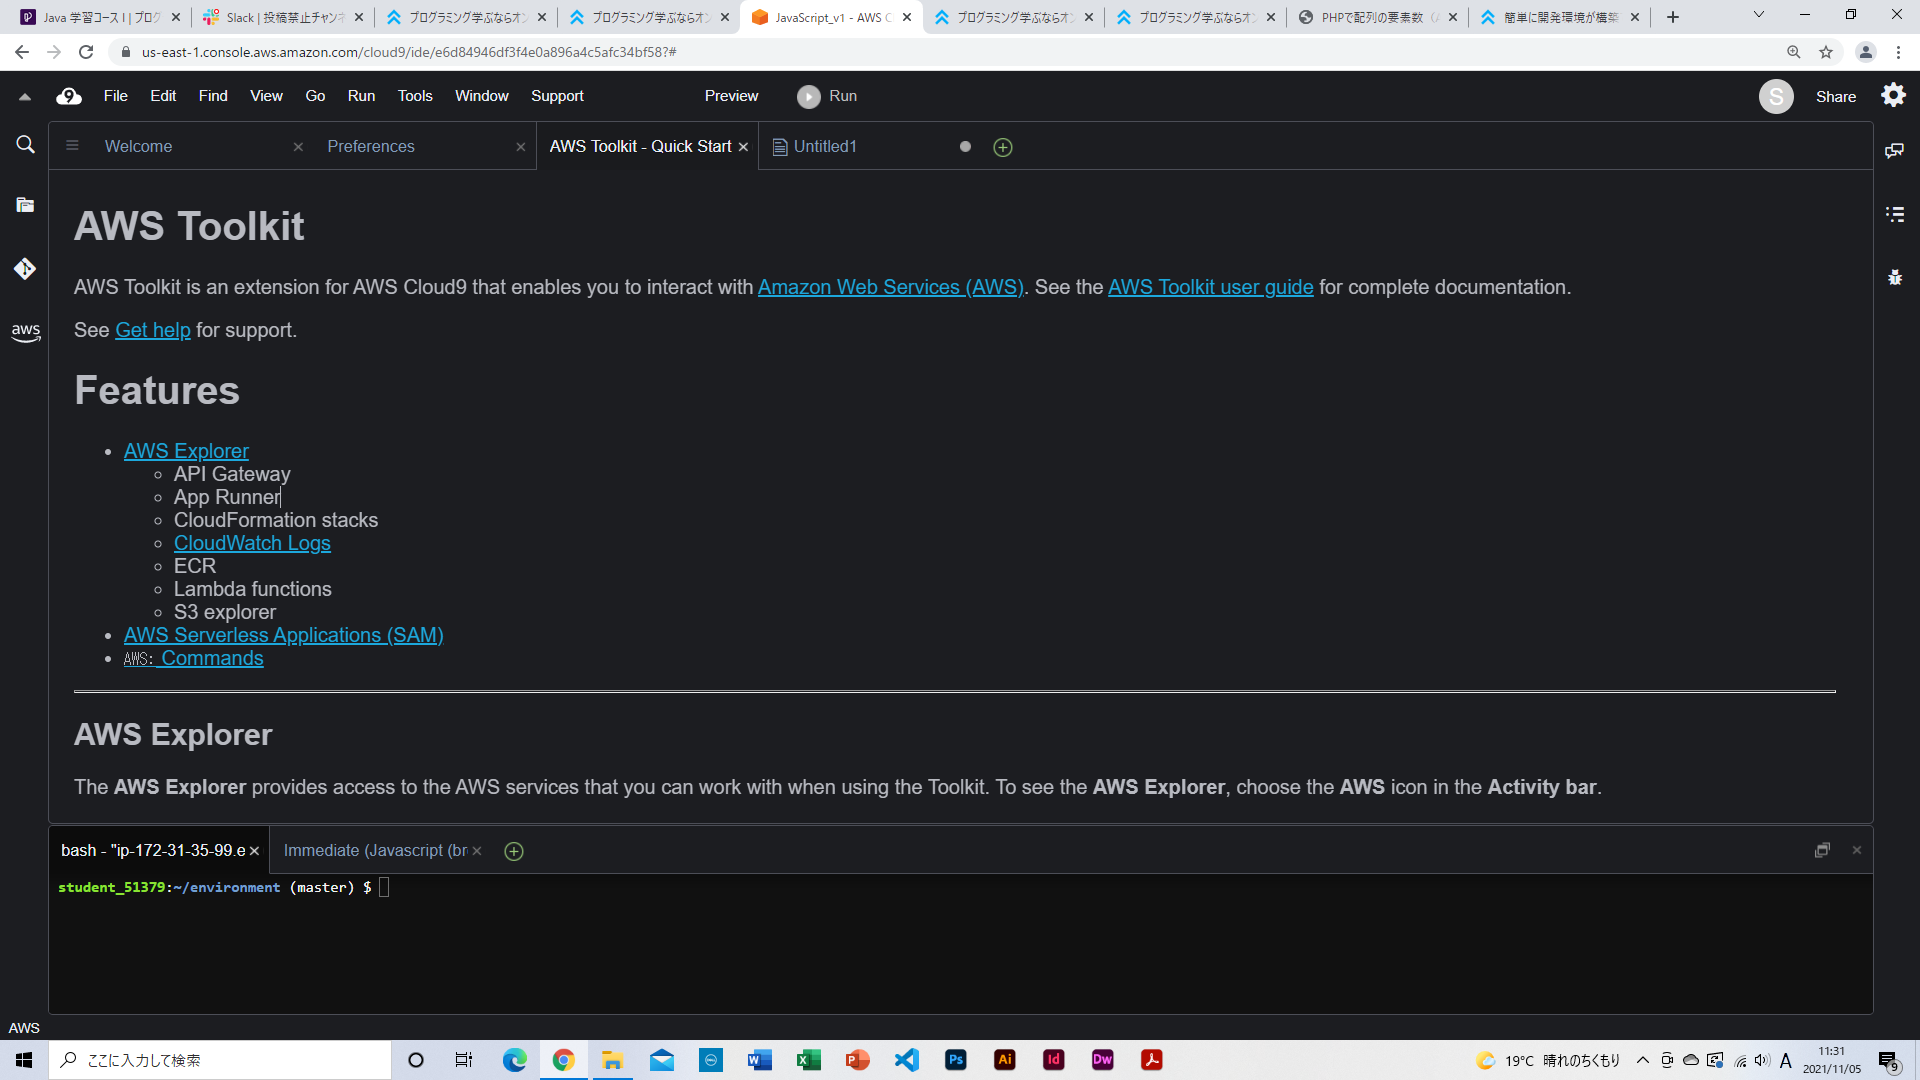 Java 学習コース I | プログ
Slack | 投稿禁止チャンネ
プログラミング学ぶならオン
プログラミング学ぶならオン
JavaScript_v1 - AWS C
プログラミング学ぶならオン
プログラミング学ぶならオン
PHPで配列の要素数（
簡単に開発環境が構築
us-east-1.console.aws.amazon.com/cloud9/ide/e6d84946df3f4e0a896a4c5afc34bf58?#
9 File Edit Find View Go Run Tools Window Support Preview Run S Share
Welcome Preferences AWS Toolkit - Quick Start Untitled1
AWS Toolkit
AWS Toolkit is an extension for AWS Cloud9 that enables you to interact with Amazon Web Services (AWS). See the AWS Toolkit user guide for complete documentation.
aws
See Get help for support.
Features
• AWS Explorer
◦ API Gateway
◦ App Runner
◦ CloudFormation stacks
◦ CloudWatch Logs
◦ ECR
◦ Lambda functions
◦ S3 explorer
• AWS Serverless Applications (SAM)
• AWS: Commands
AWS Explorer
The AWS Explorer provides access to the AWS services that you can work with when using the Toolkit. To see the AWS Explorer, choose the AWS icon in the Activity bar.
bash - "ip-172-31-35-99.e Immediate (Javascript (br
student_51379:~/environment (master) $
AWS
ここに入力して検索
Ps Ai Id Dw
19°C 晴れのちくもり A
11:31
2021/11/05
9